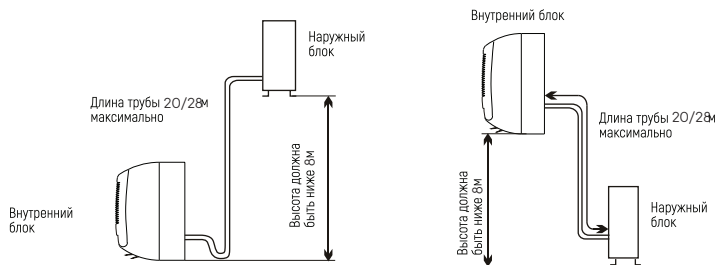 Наружный
блок
Длина трубы 20/28м
максимально
Высота должна
быть ниже 8м
Внутренний
блок
Внутренний блок
Длина трубы 20/28м
максимально
Высота должна
быть ниже 8м
Наружный
блок